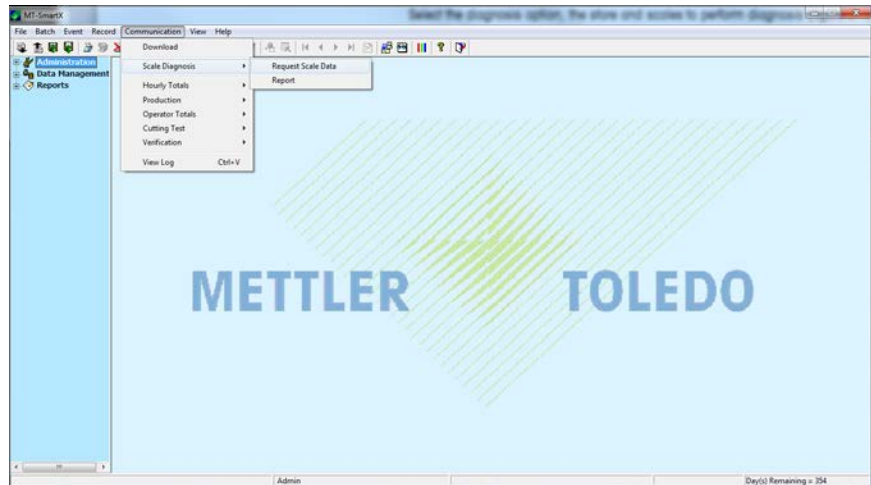 MT-SmartX
Select the diagnosis option, the store and scales to perform diagnosis
File Batch Event Record Communication View Help
Download
Scale Diagnosis
Request Scale Data
Report
Hourly Totals
Production
Operator Totals
Cutting Test
Verification
View Log Ctrl+V
Administration
Data Management
Reports
METTLER TOLEDO
Admin
Day(s) Remaining = 354